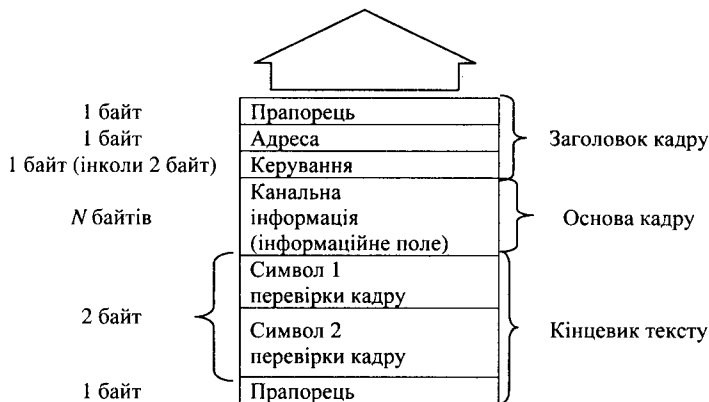 1 байт
Прапорець
1 байт
Адреса
Заголовок кадру
1 байт (інколи 2 байт)
Керування
Канальна
інформація
(інформаційне поле)
N байтів
Основа кадру
Символ 1
перевірки кадру
2 байт
Символ 2
перевірки кадру
Кінцевик тексту
1 байт
Прапорець